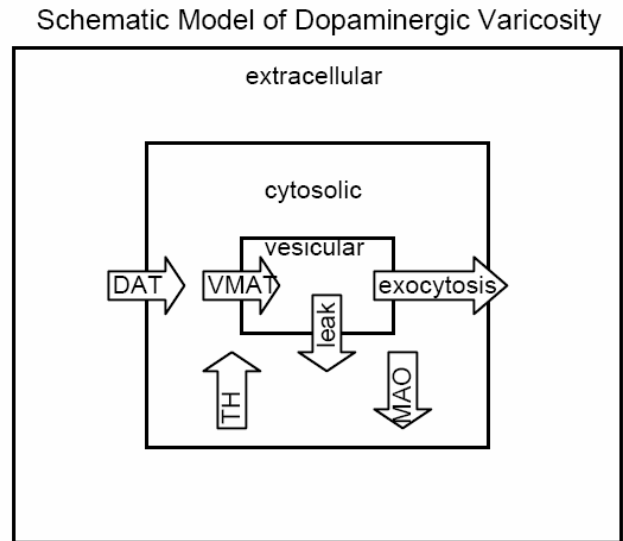 Schematic Model of Dopaminergic Varicosity
extracellular
cytosolic
vesicular
DAT
VMAT
exocytosis
leak
TH
MAO